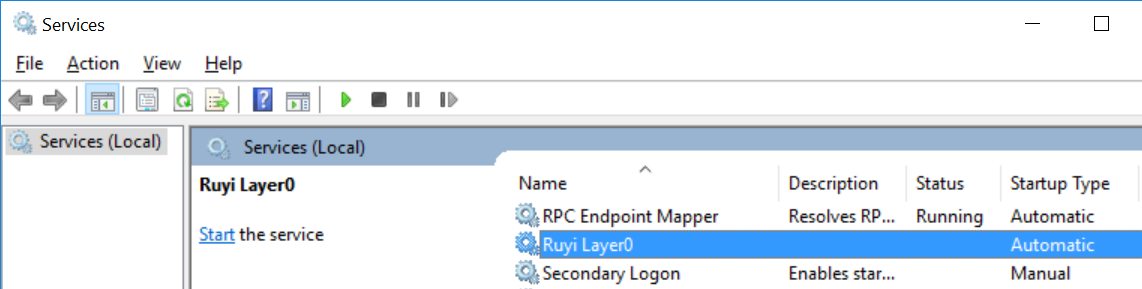 Services
File Action View Help
Services (Local)
Services (Local)
Ruyi Layer0
Start the service
Name Description Status Startup Type
RPC Endpoint Mapper Resolves RP... Running Automatic
Ruyi Layer0 Automatic
Secondary Logon Enables star... Manual